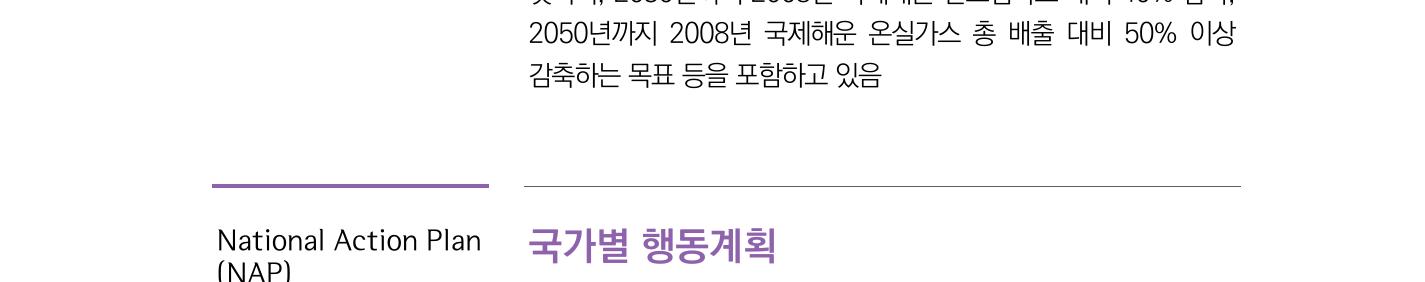 2050년까지 2008년 국제해운 온실가스 총 배출 대비 50% 이상
감축하는 목표 등을 포함하고 있음
National Action Plan
(NAP)
국가별 행동계획